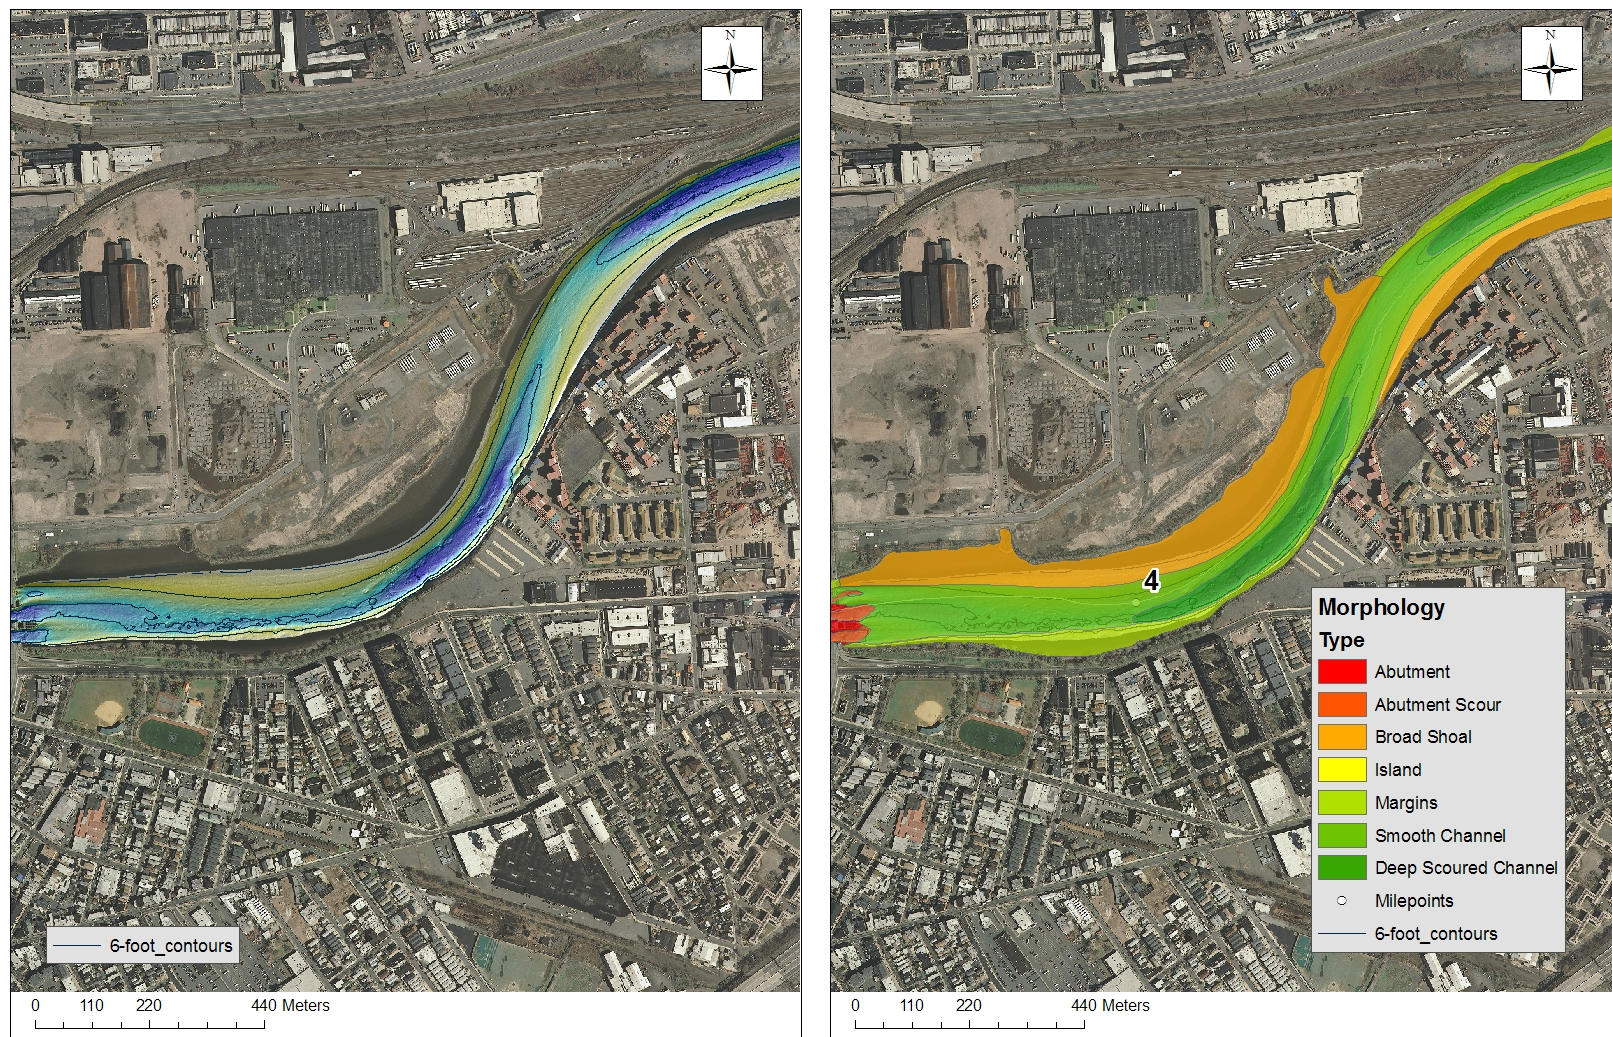 N
6-foot_contours
0 110 220 440 Meters
N
4
Morphology
Type
Abutment
Abutment Scour
Broad Shoal
Island
Margins
Smooth Channel
Deep Scoured Channel
Milepoints
6-foot_contours
0 110 220 440 Meters